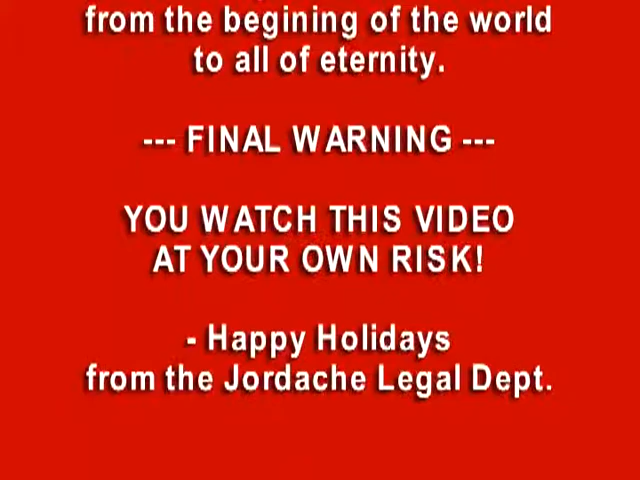 from the begining of the world
to all of eternity.
--- FINAL WARNING ---
YOU WATCH THIS VIDEO
AT YOUR OWN RISK!
- Happy Holidays
from the Jordache Legal Dept.